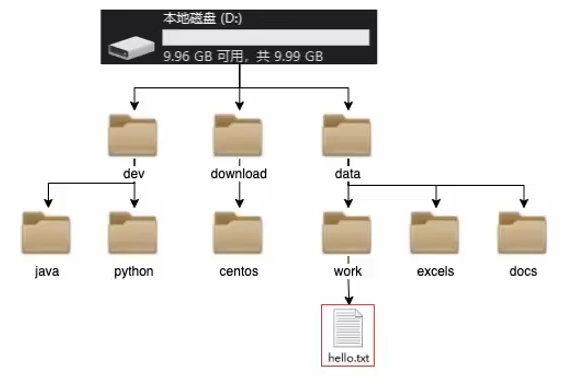 本地磁盘 (D:)
9.96 GB 可用，共 9.99 GB
dev
download
data
java
python
centos
work
excels
docs
hello.txt